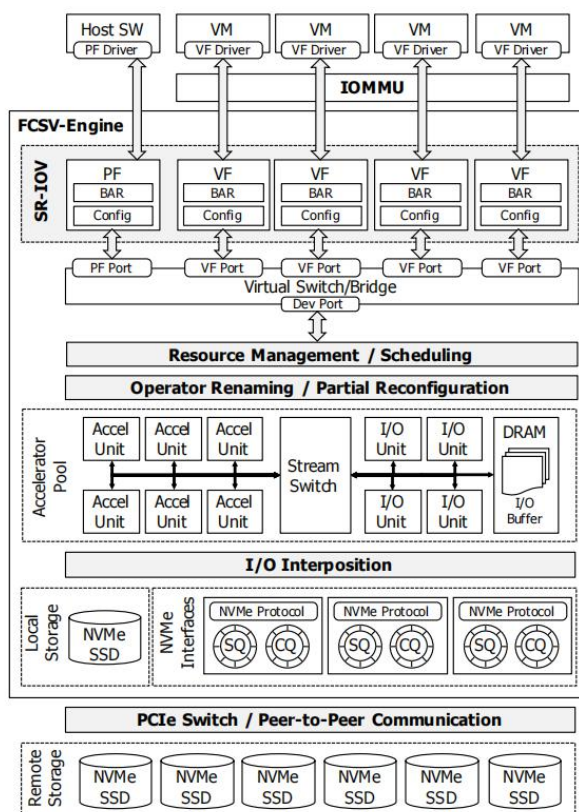 Host SW
PF Driver
VM
VF Driver
VM
VF Driver
VM
VF Driver
VM
VF Driver
IOMMU
FCSV-Engine
SR-IOV
PF
BAR
Config
VF
BAR
Config
VF
BAR
Config
VF
BAR
Config
VF
BAR
Config
PF Port
VF Port
VF Port
VF Port
VF Port
Virtual Switch/Bridge
Dev Port
Resource Management / Scheduling
Operator Renaming / Partial Reconfiguration
Accelerator
Pool
Accel
Unit
Accel
Unit
Accel
Unit
Accel
Unit
Accel
Unit
Accel
Unit
Stream
Switch
I/O
Unit
I/O
Unit
I/O
Unit
I/O
Unit
DRAM
I/O
Buffer
I/O Interposition
Local
Storage
NVMe
SSD
NVMe
Interfaces
NVMe Protocol
SQ
CQ
NVMe Protocol
SQ
CQ
NVMe Protocol
SQ
CQ
PCIe Switch / Peer-to-Peer Communication
Remote
Storage
NVMe
SSD
NVMe
SSD
NVMe
SSD
NVMe
SSD
NVMe
SSD
NVMe
SSD